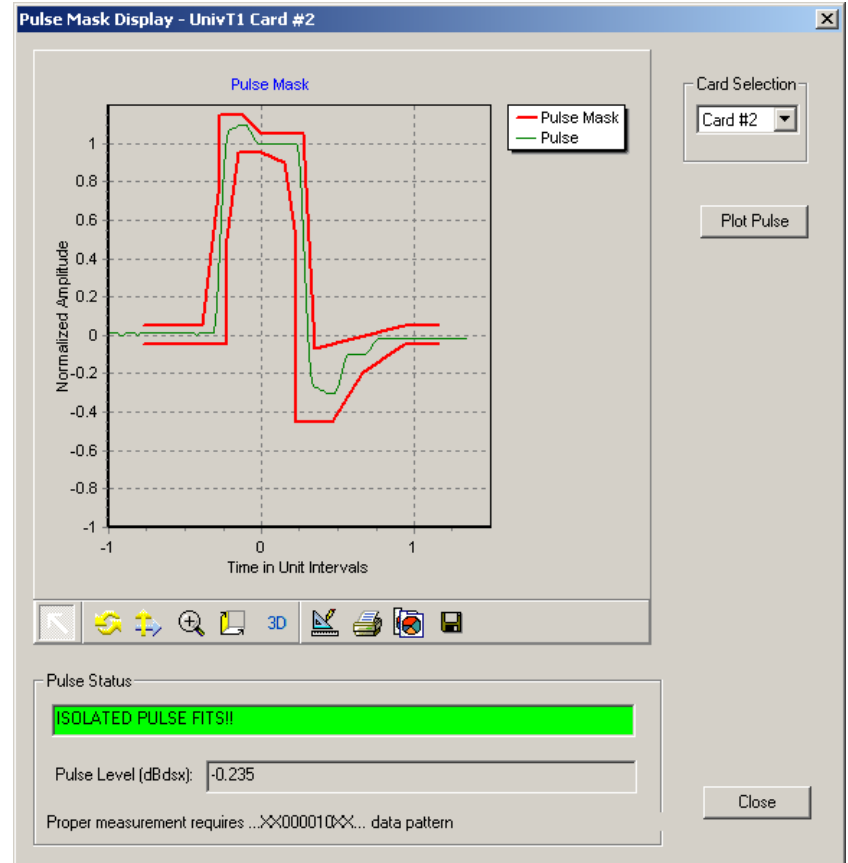 Pulse Mask Display - UnivT1 Card #2
Pulse Mask
Pulse Mask
Pulse
Card Selection
Card #2
Plot Pulse
Normalized Amplitude
1
0.8
0.6
0.4
0.2
0
-0.2
-0.4
-0.6
-0.8
-1
-1 0 1
Time in Unit Intervals
3D
Pulse Status
ISOLATED PULSE FITS!!
Pulse Level (dBdsx): -0.235
Proper measurement requires ...XX000010XX... data pattern
Close